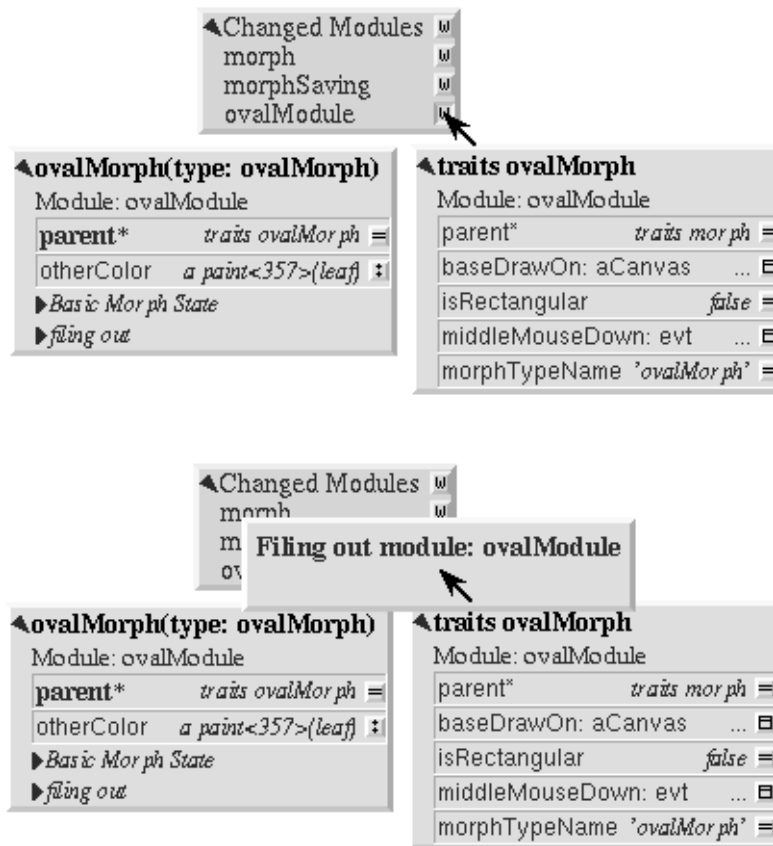 Changed Modules w
morph w
morphSaving w
ovalModule w
ovalMorph(type: ovalMorph)
Module: ovalModule
parent* traits ovalMorph =
otherColor a paint<357>(leaf) :
Basic Morph State
filing out
traits ovalMorph
Module: ovalModule
parent* traits morph =
baseDrawOn: aCanvas ... E
isRectangular false =
middleMouseDown: evt ... E
morphTypeName 'ovalMorph' =
Changed Modules w
morph w
m
ov
Filing out module: ovalModule
ovalMorph(type: ovalMorph)
Module: ovalModule
parent* traits ovalMorph =
otherColor a paint<357>(leaf) :
Basic Morph State
filing out
traits ovalMorph
Module: ovalModule
parent* traits morph =
baseDrawOn: aCanvas ...
isRectangular false =
middleMouseDown: evt ...
morphTypeName 'ovalMorph' =